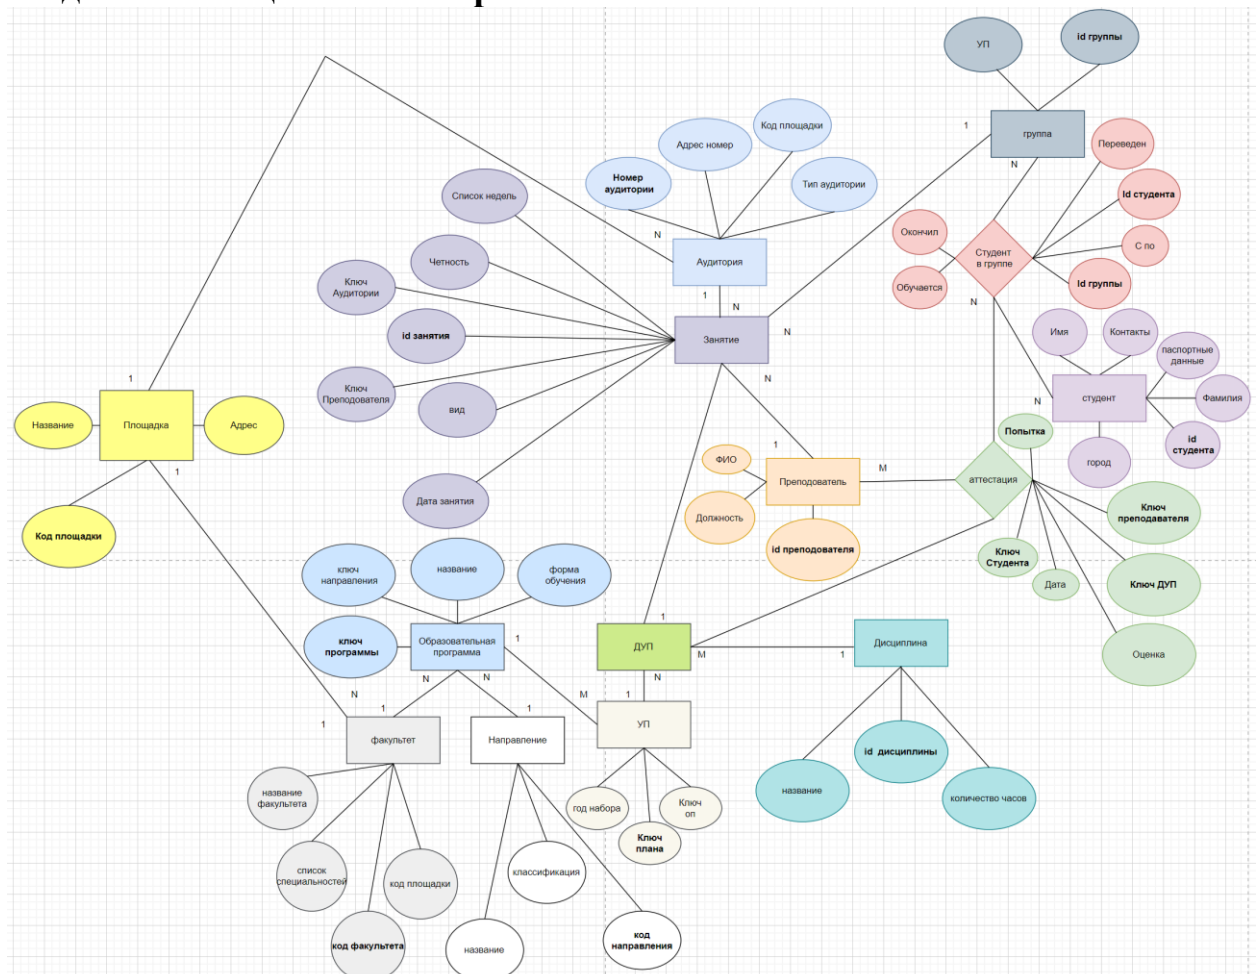 УП
id группы
1
группа
N
Переведен
Id студента
С по
Id группы
Окончил
Обучается
Студент
в группе
N
Код площадки
Адрес номер
Номер
аудитории
Тип аудитории
N
Аудитория
1
N
Список недель
Четность
Ключ
Аудитории
id занятия
Ключ
Преподователя
вид
Дата занятия
Занятие
N
N
1
Название
Площадка
Адрес
1
Код площадки
Имя
Контакты
паспортные
данные
Фамилия
студент
N
id
студента
город
Попытка
ФИО
1
Преподователь
M
Должность
id преподователя
аттестация
Ключ
преподавателя
Ключ
Студента
Дата
Ключ ДУП
Оценка
ключ
направления
название
форма
обучения
ключ
программы
Образовательная
программа
1
N
N
M
1
ДУП
M
1
N
1
Дисциплина
N
1
1
1
факультет
Направление
УП
название
факультета
список
специальностей
код площадки
код факультета
классификация
название
код
направления
год набора
Ключ
плана
Ключ
оп
название
id дисциплины
количество часов